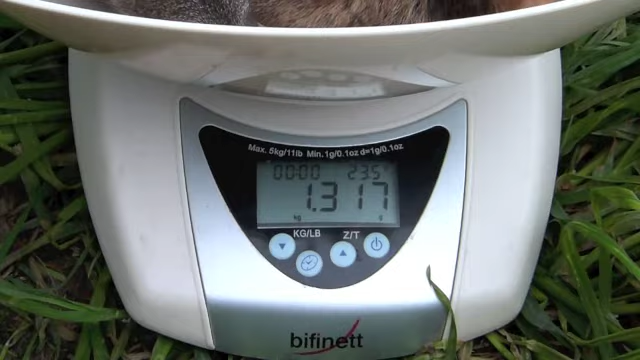 Max. 5kg/11lb Min. 1g/0.1oz d=1g/0.1oz
00:00 23.5°
1.317
kg g
KG/LB Z/T
bifinett